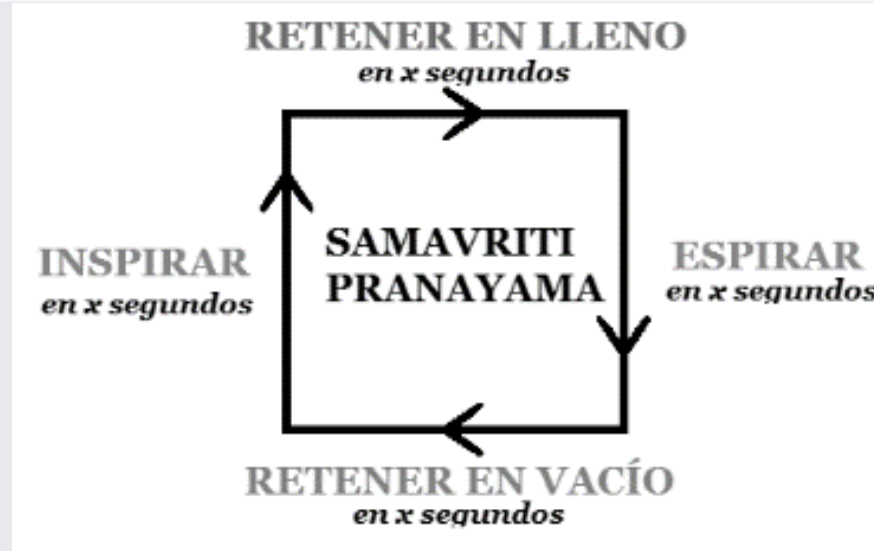 RETENER EN LLENO
en x segundos
INSPIRAR
en x segundos
SAMAVRITI
PRANAYAMA
ESPIRAR
en x segundos
RETENER EN VACÍO
en x segundos